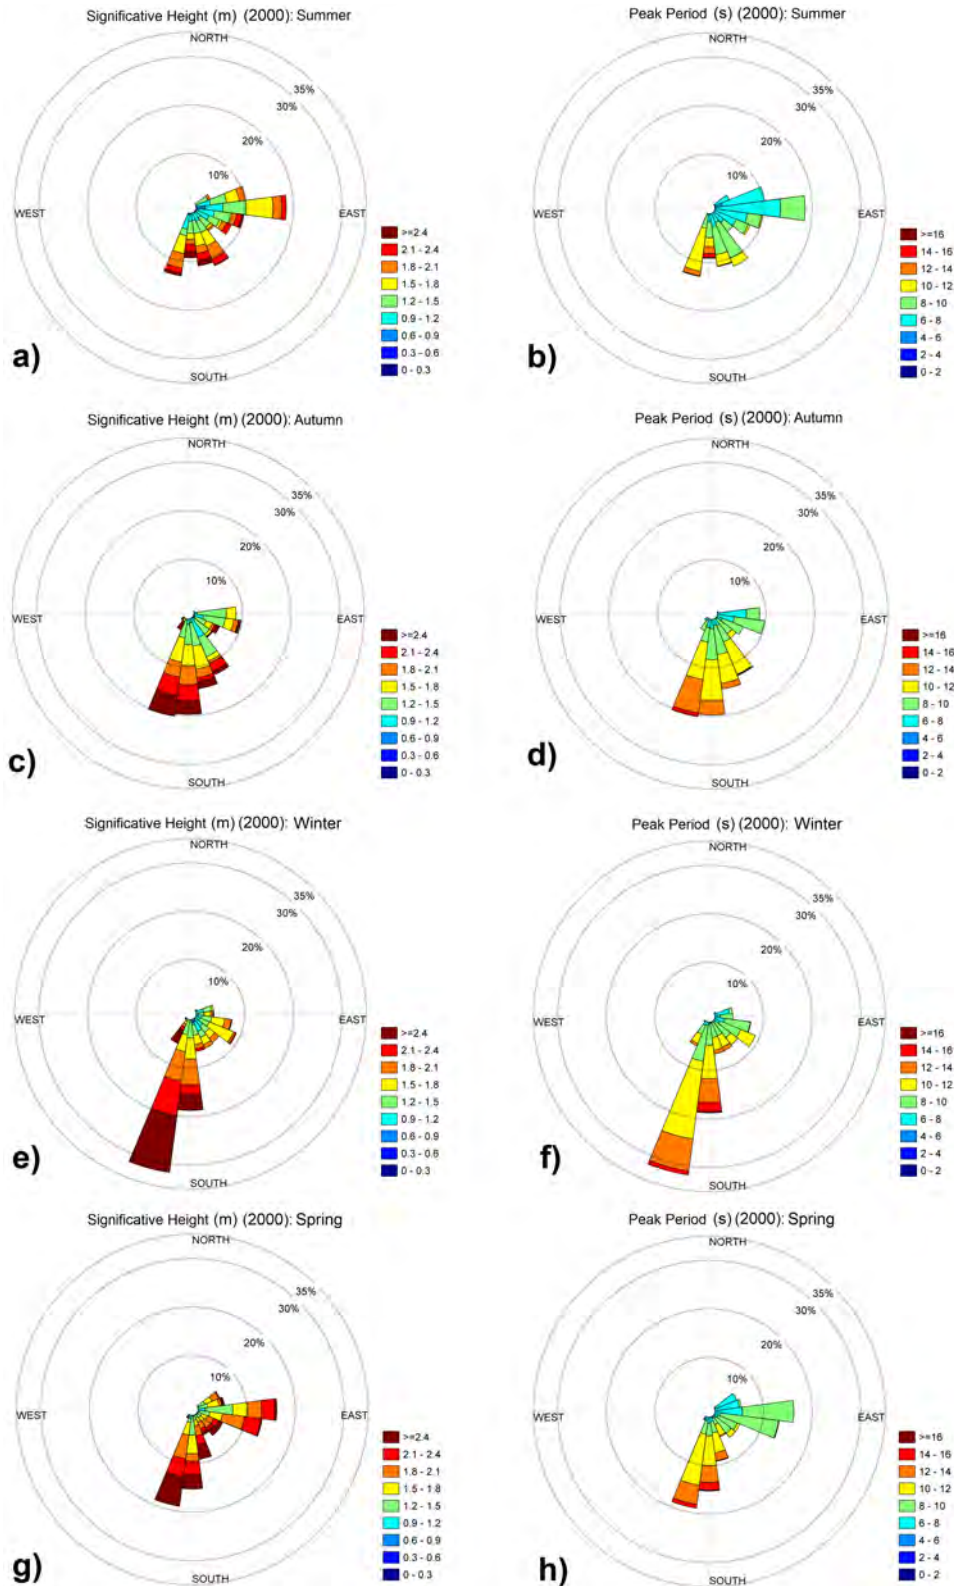 Significative Height (m) (2000): Summer
NORTH
35%
30%
20%
10%
WEST
EAST
SOUTH
>=2.4
2.1 - 2.4
1.8 - 2.1
1.5 - 1.8
1.2 - 1.5
0.9 - 1.2
0.6 - 0.9
0.3 - 0.6
0 - 0.3
a)
Peak Period (s) (2000): Summer
NORTH
35%
30%
20%
10%
WEST
EAST
SOUTH
>=16
14 - 16
12 - 14
10 - 12
8 - 10
6 - 8
4 - 6
2 - 4
0 - 2
b)
Significative Height (m) (2000): Autumn
NORTH
35%
30%
20%
10%
WEST
EAST
SOUTH
>=2.4
2.1 - 2.4
1.8 - 2.1
1.5 - 1.8
1.2 - 1.5
0.9 - 1.2
0.6 - 0.9
0.3 - 0.6
0 - 0.3
c)
Peak Period (s) (2000): Autumn
NORTH
35%
30%
20%
10%
WEST
EAST
SOUTH
>=16
14 - 16
12 - 14
10 - 12
8 - 10
6 - 8
4 - 6
2 - 4
0 - 2
d)
Significative Height (m) (2000): Winter
NORTH
35%
30%
20%
10%
WEST
EAST
SOUTH
>=2.4
2.1 - 2.4
1.8 - 2.1
1.5 - 1.8
1.2 - 1.5
0.9 - 1.2
0.6 - 0.9
0.3 - 0.6
0 - 0.3
e)
Peak Period (s) (2000): Winter
NORTH
35%
30%
20%
10%
WEST
EAST
SOUTH
>=16
14 - 16
12 - 14
10 - 12
8 - 10
6 - 8
4 - 6
2 - 4
0 - 2
f)
Significative Height (m) (2000): Spring
NORTH
35%
30%
20%
10%
WEST
EAST
SOUTH
>=2.4
2.1 - 2.4
1.8 - 2.1
1.5 - 1.8
1.2 - 1.5
0.9 - 1.2
0.6 - 0.9
0.3 - 0.6
0 - 0.3
g)
Peak Period (s) (2000): Spring
NORTH
35%
30%
20%
10%
WEST
EAST
SOUTH
>=16
14 - 16
12 - 14
10 - 12
8 - 10
6 - 8
4 - 6
2 - 4
0 - 2
h)